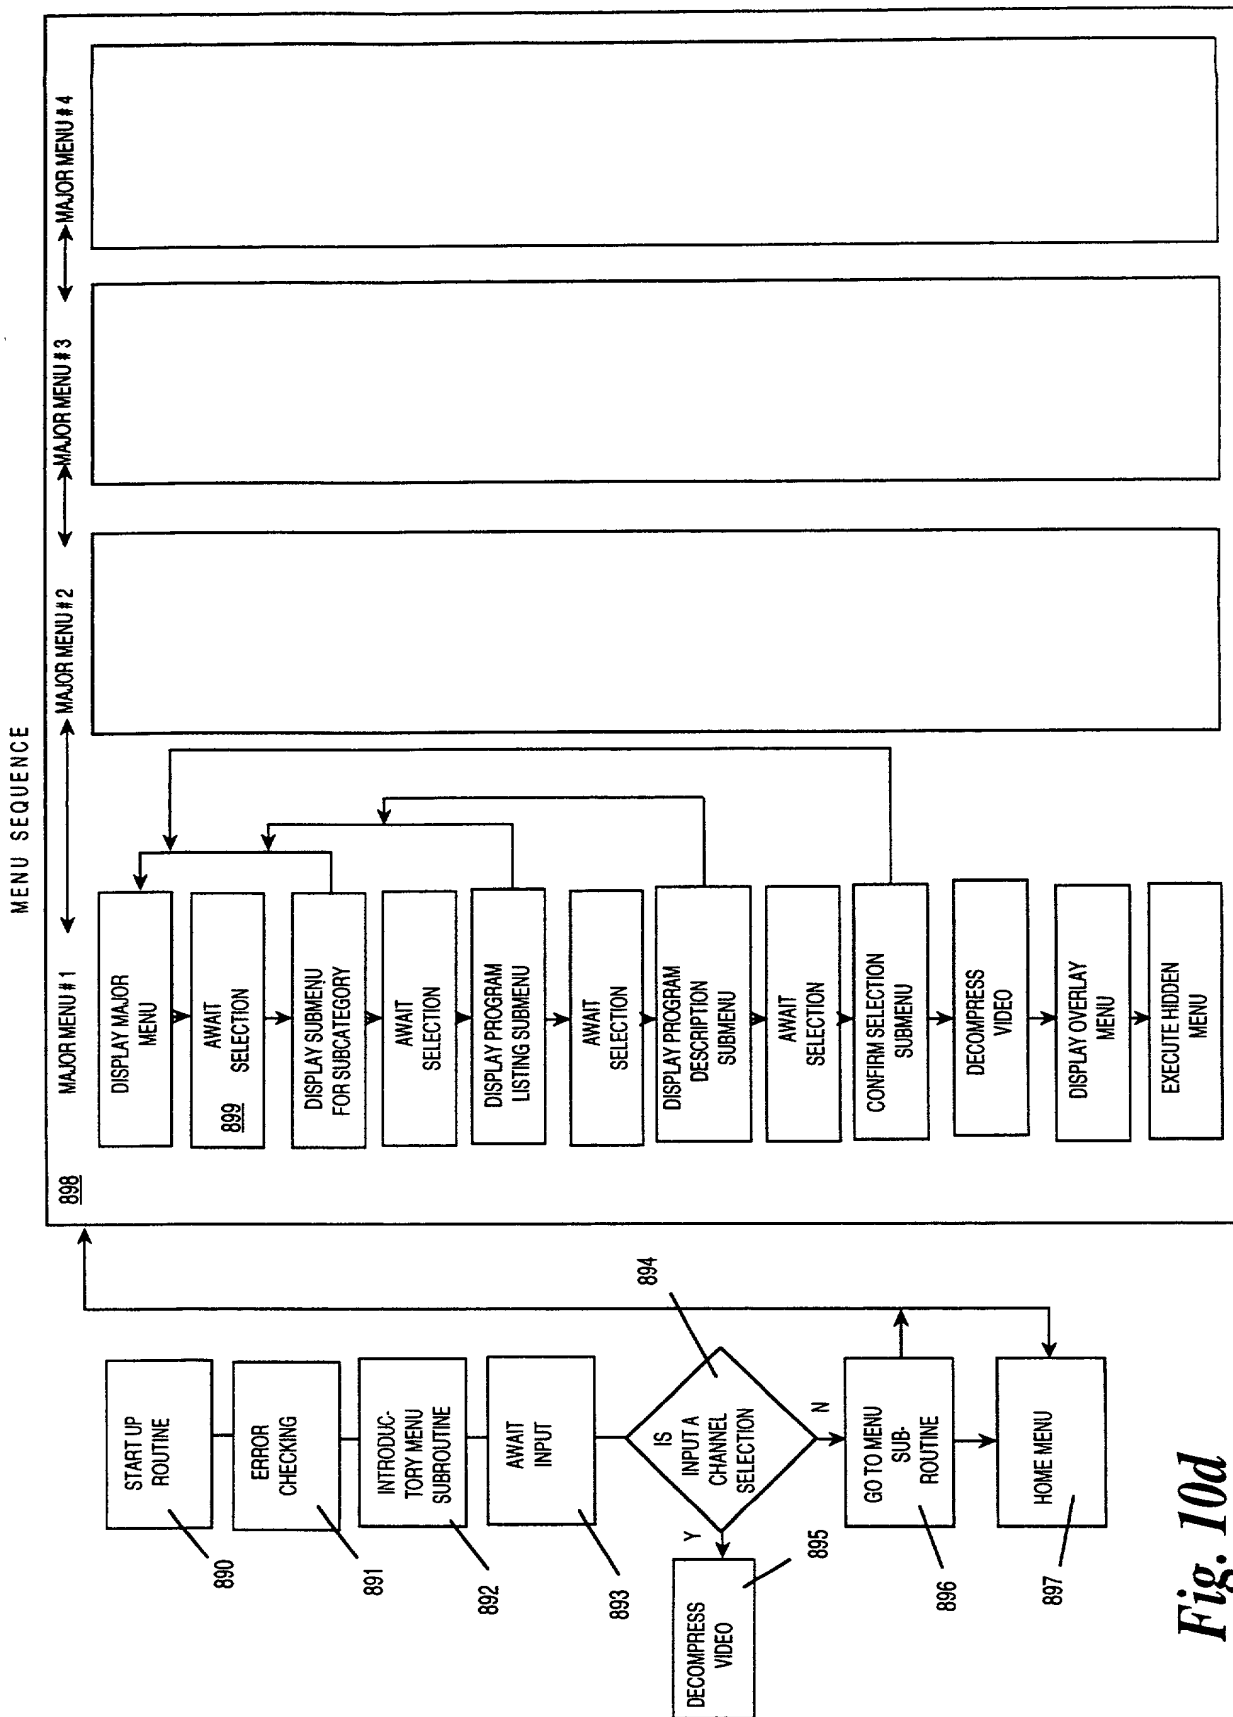 MENU SEQUENCE
START UP
ROUTINE
890
ERROR
CHECKING
891
INTRODUC-
TORY MENU
SUBROUTINE
892
AWAIT
INPUT
893
IS
INPUT A
CHANNEL
SELECTION
894
Y
N
DECOMPRESS
VIDEO
895
GO TO MENU
SUB-
ROUTINE
896
HOME MENU
897
898
MAJOR MENU # 1
DISPLAY MAJOR
MENU
AWAIT
SELECTION
899
DISPLAY SUBMENU
FOR SUBCATEGORY
AWAIT
SELECTION
DISPLAY PROGRAM
LISTING SUBMENU
AWAIT
SELECTION
DISPLAY PROGRAM
DESCRIPTION
SUBMENU
AWAIT
SELECTION
CONFIRM SELECTION
SUBMENU
DECOMPRESS
VIDEO
DISPLAY OVERLAY
MENU
EXECUTE HIDDEN
MENU
MAJOR MENU # 2
MAJOR MENU # 3
MAJOR MENU # 4
Fig. 10d